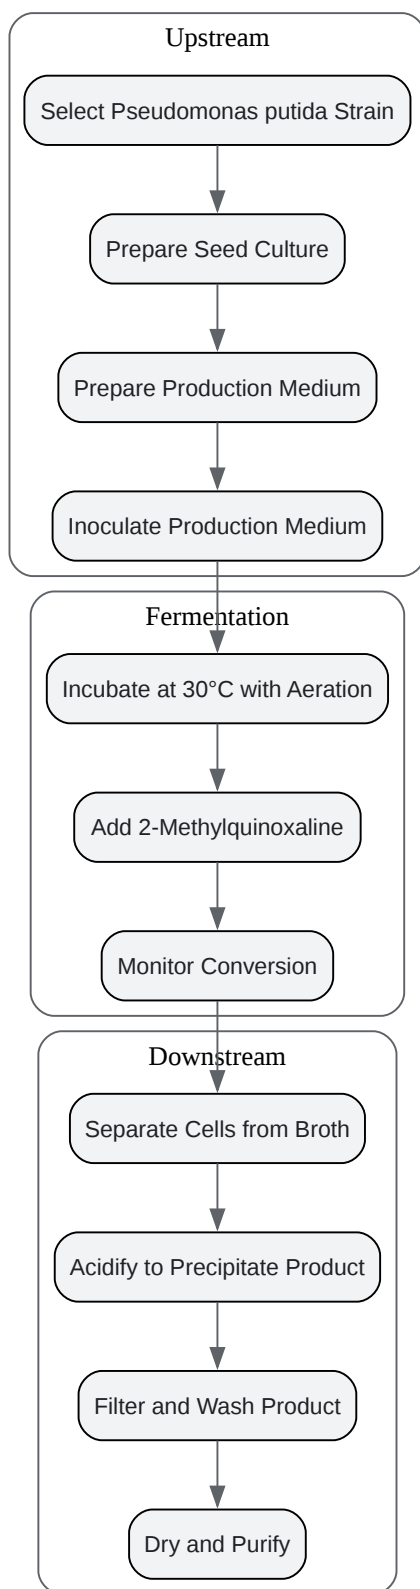 Upstream
Select Pseudomonas putida Strain
Prepare Seed Culture
Prepare Production Medium
Inoculate Production Medium
Fermentation
Incubate at 30°C with Aeration
Add 2-Methylquinoxaline
Monitor Conversion
Downstream
Separate Cells from Broth
Acidify to Precipitate Product
Filter and Wash Product
Dry and Purify